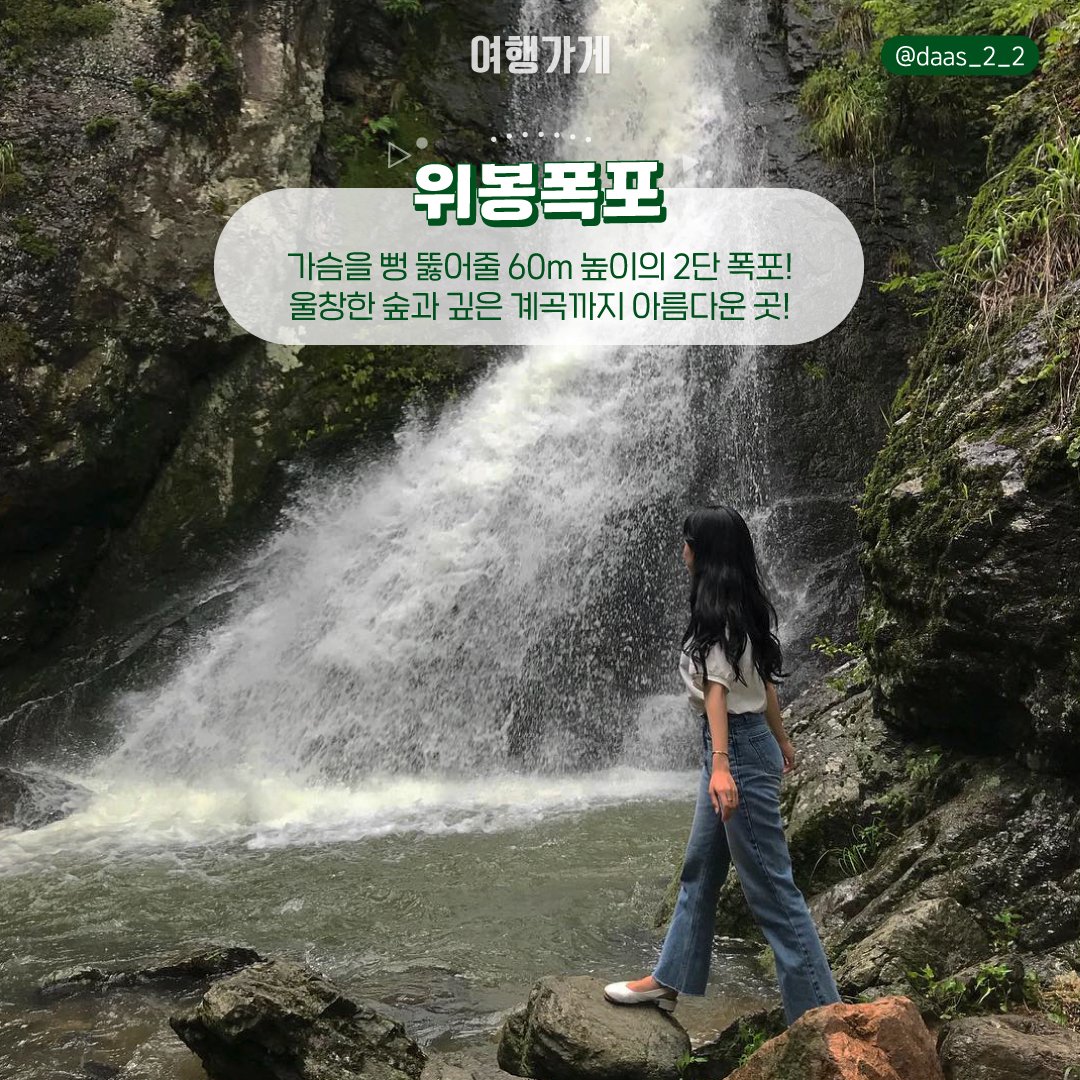 여행가게
@daas_2_2
위봉폭포
가슴을 뻥 뚫어줄 60m 높이의 2단 폭포!
울창한 숲과 깊은 계곡까지 아름다운 곳!